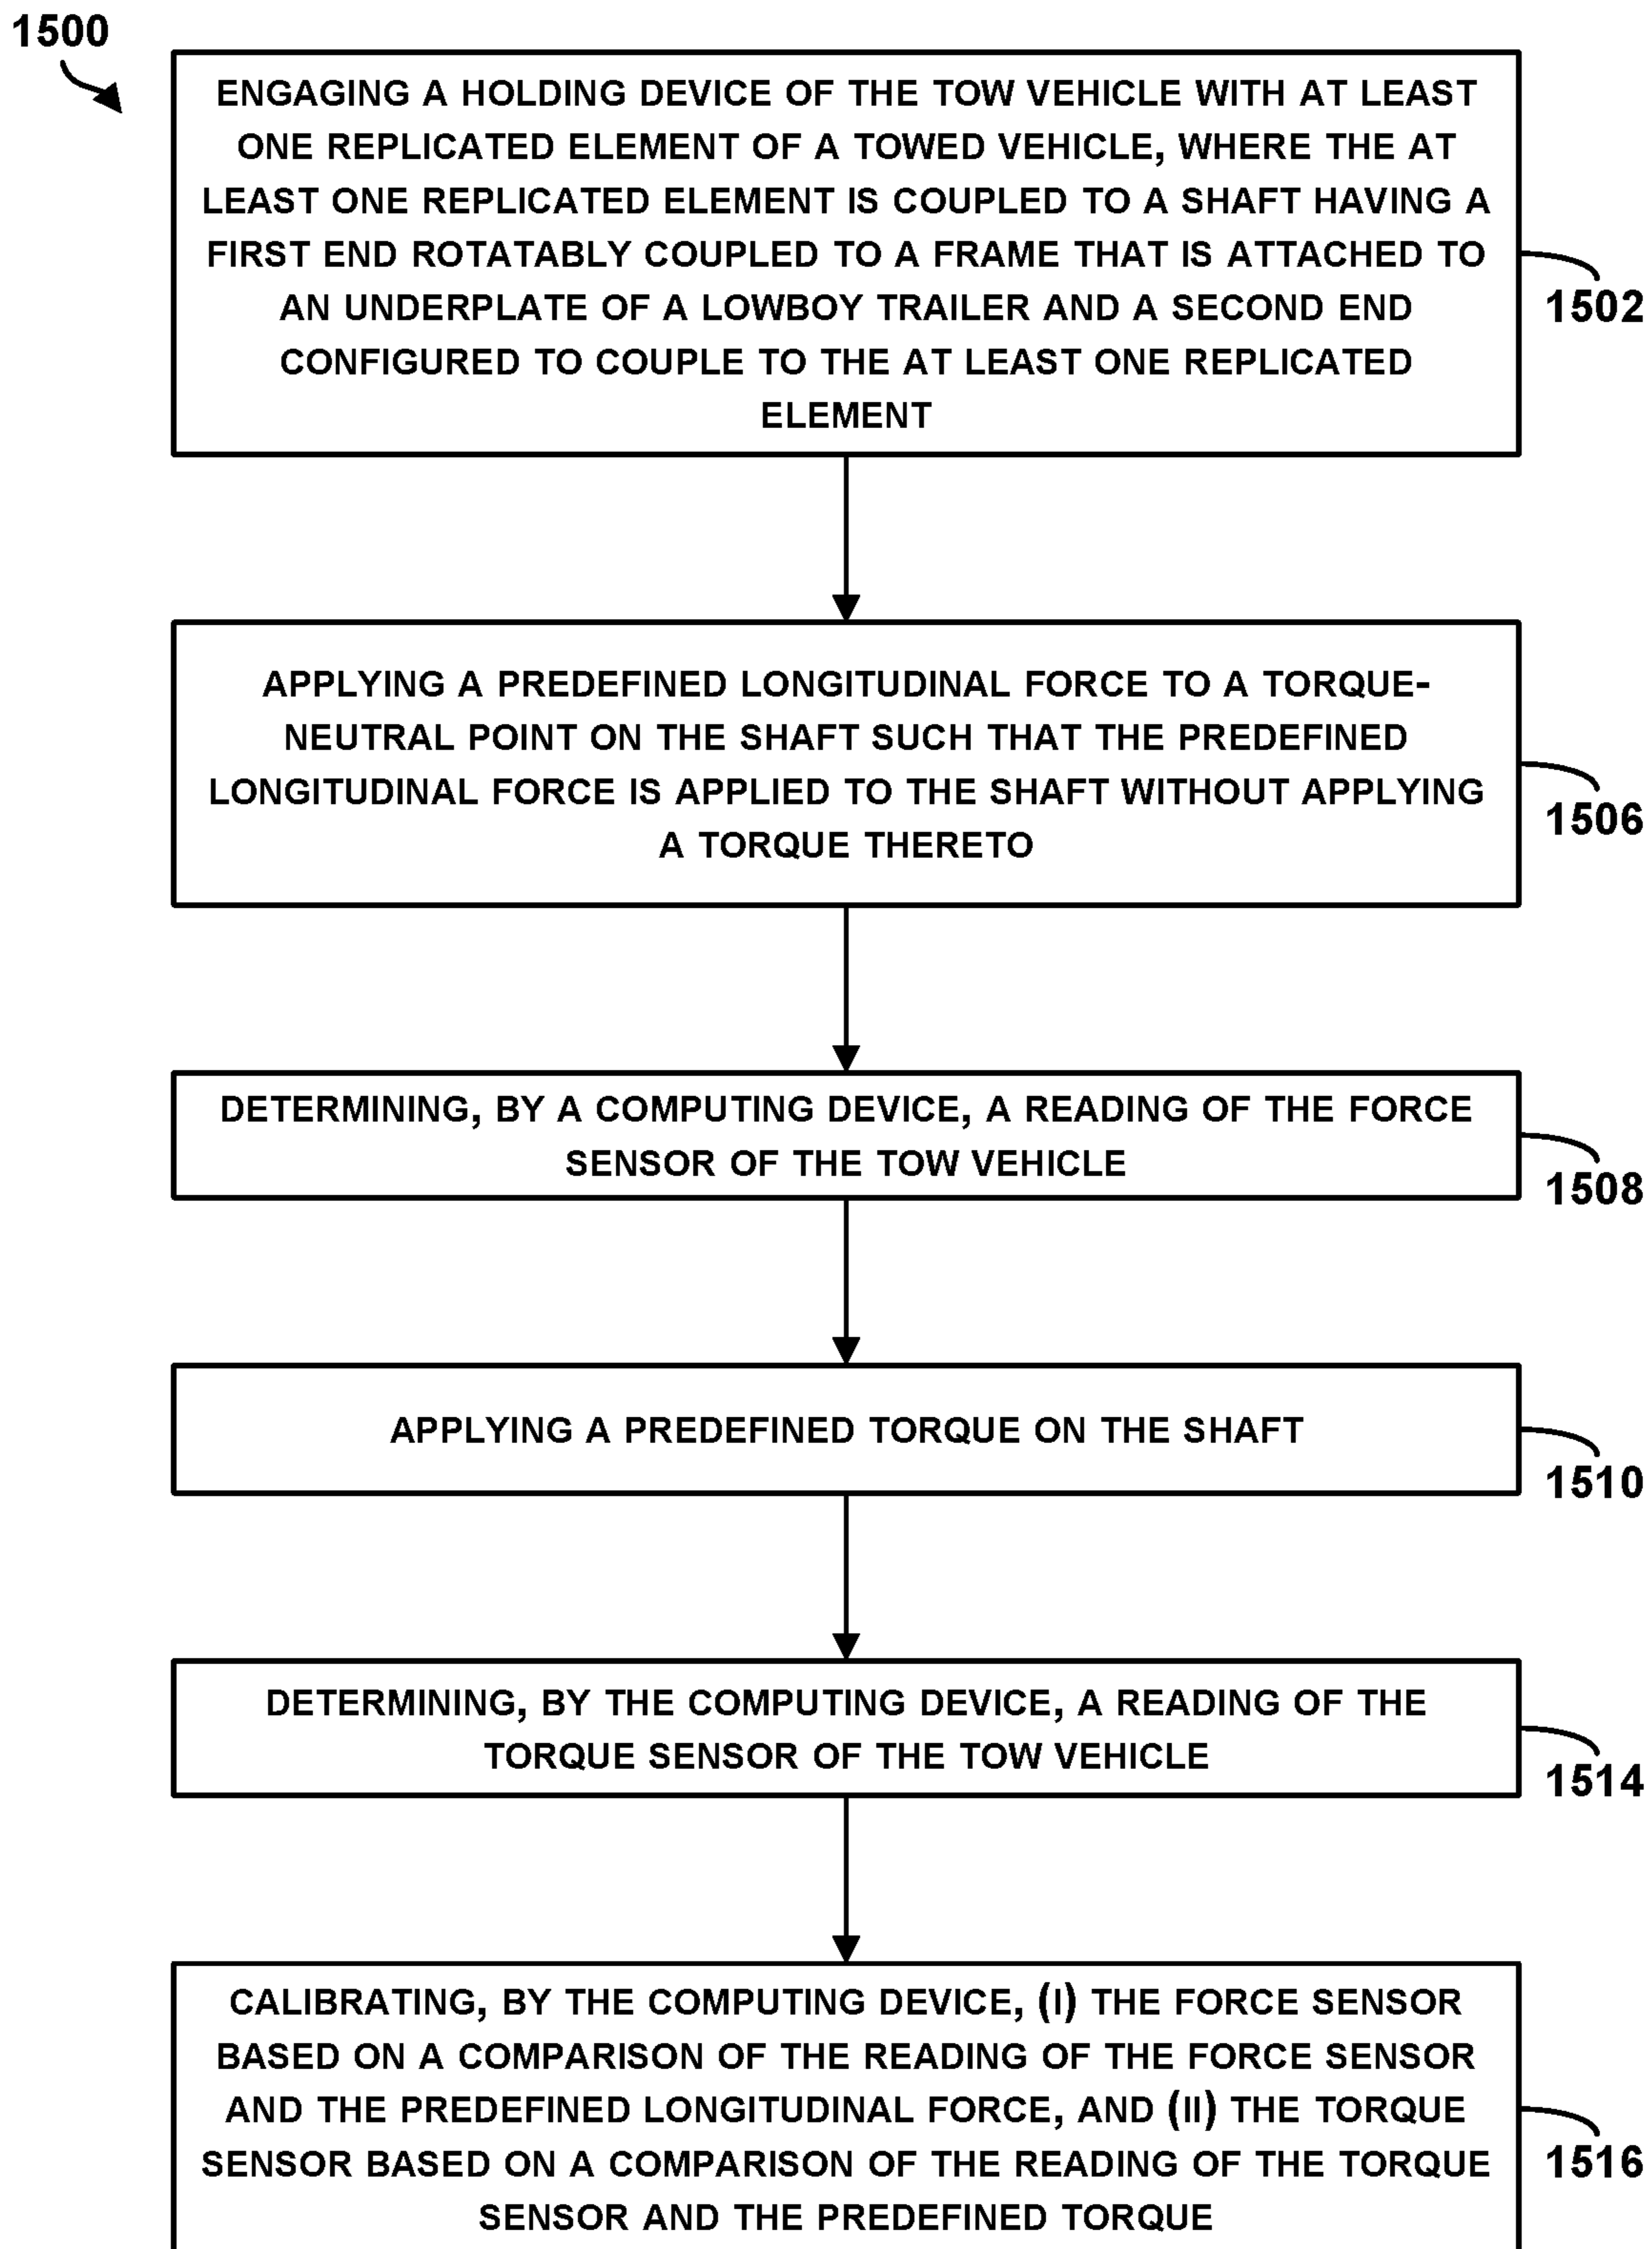 1500
ENGAGING A HOLDING DEVICE OF THE TOW VEHICLE WITH AT LEAST
ONE REPLICATED ELEMENT OF A TOWED VEHICLE, WHERE THE AT
LEAST ONE REPLICATED ELEMENT IS COUPLED TO A SHAFT HAVING A
FIRST END ROTATABLY COUPLED TO A FRAME THAT IS ATTACHED TO
AN UNDERPLATE OF A LOWBOY TRAILER AND A SECOND END
CONFIGURED TO COUPLE TO THE AT LEAST ONE REPLICATED
ELEMENT
1502
APPLYING A PREDEFINED LONGITUDINAL FORCE TO A TORQUE-
NEUTRAL POINT ON THE SHAFT SUCH THAT THE PREDEFINED
LONGITUDINAL FORCE IS APPLIED TO THE SHAFT WITHOUT APPLYING
A TORQUE THERETO
1506
DETERMINING, BY A COMPUTING DEVICE, A READING OF THE FORCE
SENSOR OF THE TOW VEHICLE
1508
APPLYING A PREDEFINED TORQUE ON THE SHAFT
1510
DETERMINING, BY THE COMPUTING DEVICE, A READING OF THE
TORQUE SENSOR OF THE TOW VEHICLE
1514
CALIBRATING, BY THE COMPUTING DEVICE, (I) THE FORCE SENSOR
BASED ON A COMPARISON OF THE READING OF THE FORCE SENSOR
AND THE PREDEFINED LONGITUDINAL FORCE, AND (II) THE TORQUE
SENSOR BASED ON A COMPARISON OF THE READING OF THE TORQUE
SENSOR AND THE PREDEFINED TORQUE
1516